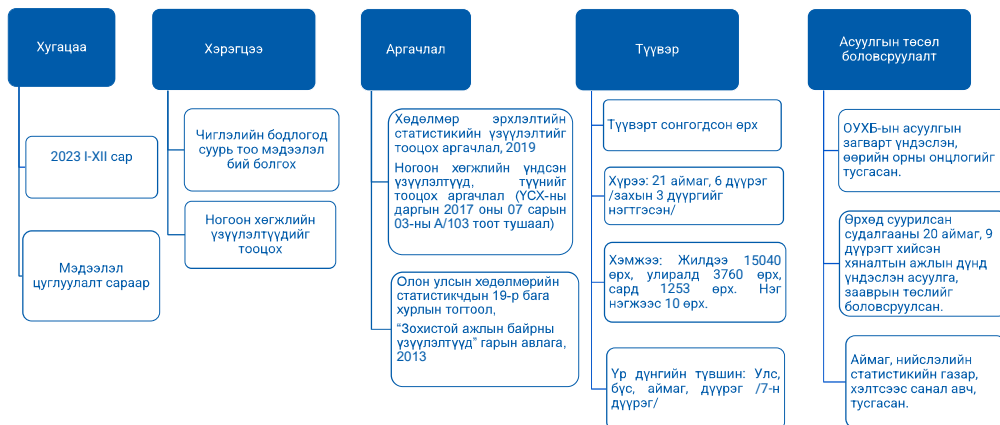 Хугацаа
2023 I-XII сар
Мэдээлэл
цуглуулалт сараар
Хэрэгцээ
Чиглэлийн бодлогод
суурь тоо мэдээлэл
бий болгох
Ногоон хөгжлийн
үзүүлэлтүүдийг
тооцох
Аргачлал
Хөдөлмөр эрхлэлтийн
статистикийн үзүүлэлтийг
тооцох аргачлал, 2019
Ногоон хөгжлийн үндсэн
үзүүлэлтүүд, түүнийг
тооцох аргачлал (ҮСХ-ны
даргын 2017 оны 07 сарын
03-ны А/103 тоот тушаал)
Олон улсын хөдөлмөрийн
статистикчдын 19-р бага
хурлын тогтоол,
“Зохистой ажлын байрны
үзүүлэлтүүд” гарын авлага,
2013
Түүвэр
Түүвэрт сонгогдсон өрх
Хүрээ: 21 аймаг, 6 дүүрэг
/захын 3 дүүргийг
нэгтгэсэн/
Хэмжээ: Жилдээ 15040
өрх, улиралд 3760 өрх,
сард 1253 өрх. Нэг
нэгжээс 10 өрх.
Үр дүнгийн түвшин: Улс,
бүс, аймаг, дүүрэг /7-н
дүүрэг/
Асуулгын төсөл
боловсруулалт
ОУХБ-ын асуулгын
загварт үндэслэн,
өөрийн орны онцлогийг
тусгасан.
Өрхөд суурилсан
судалгааны 20 аймаг, 9
дүүрэгт хийсэн
хяналтын ажлын дүнд
үндэслэн асуулга,
зааврын төслийг
боловсруулсан.
Аймаг, нийслэлийн
статистикийн газар,
хэлтсээс санал авч,
тусгасан.